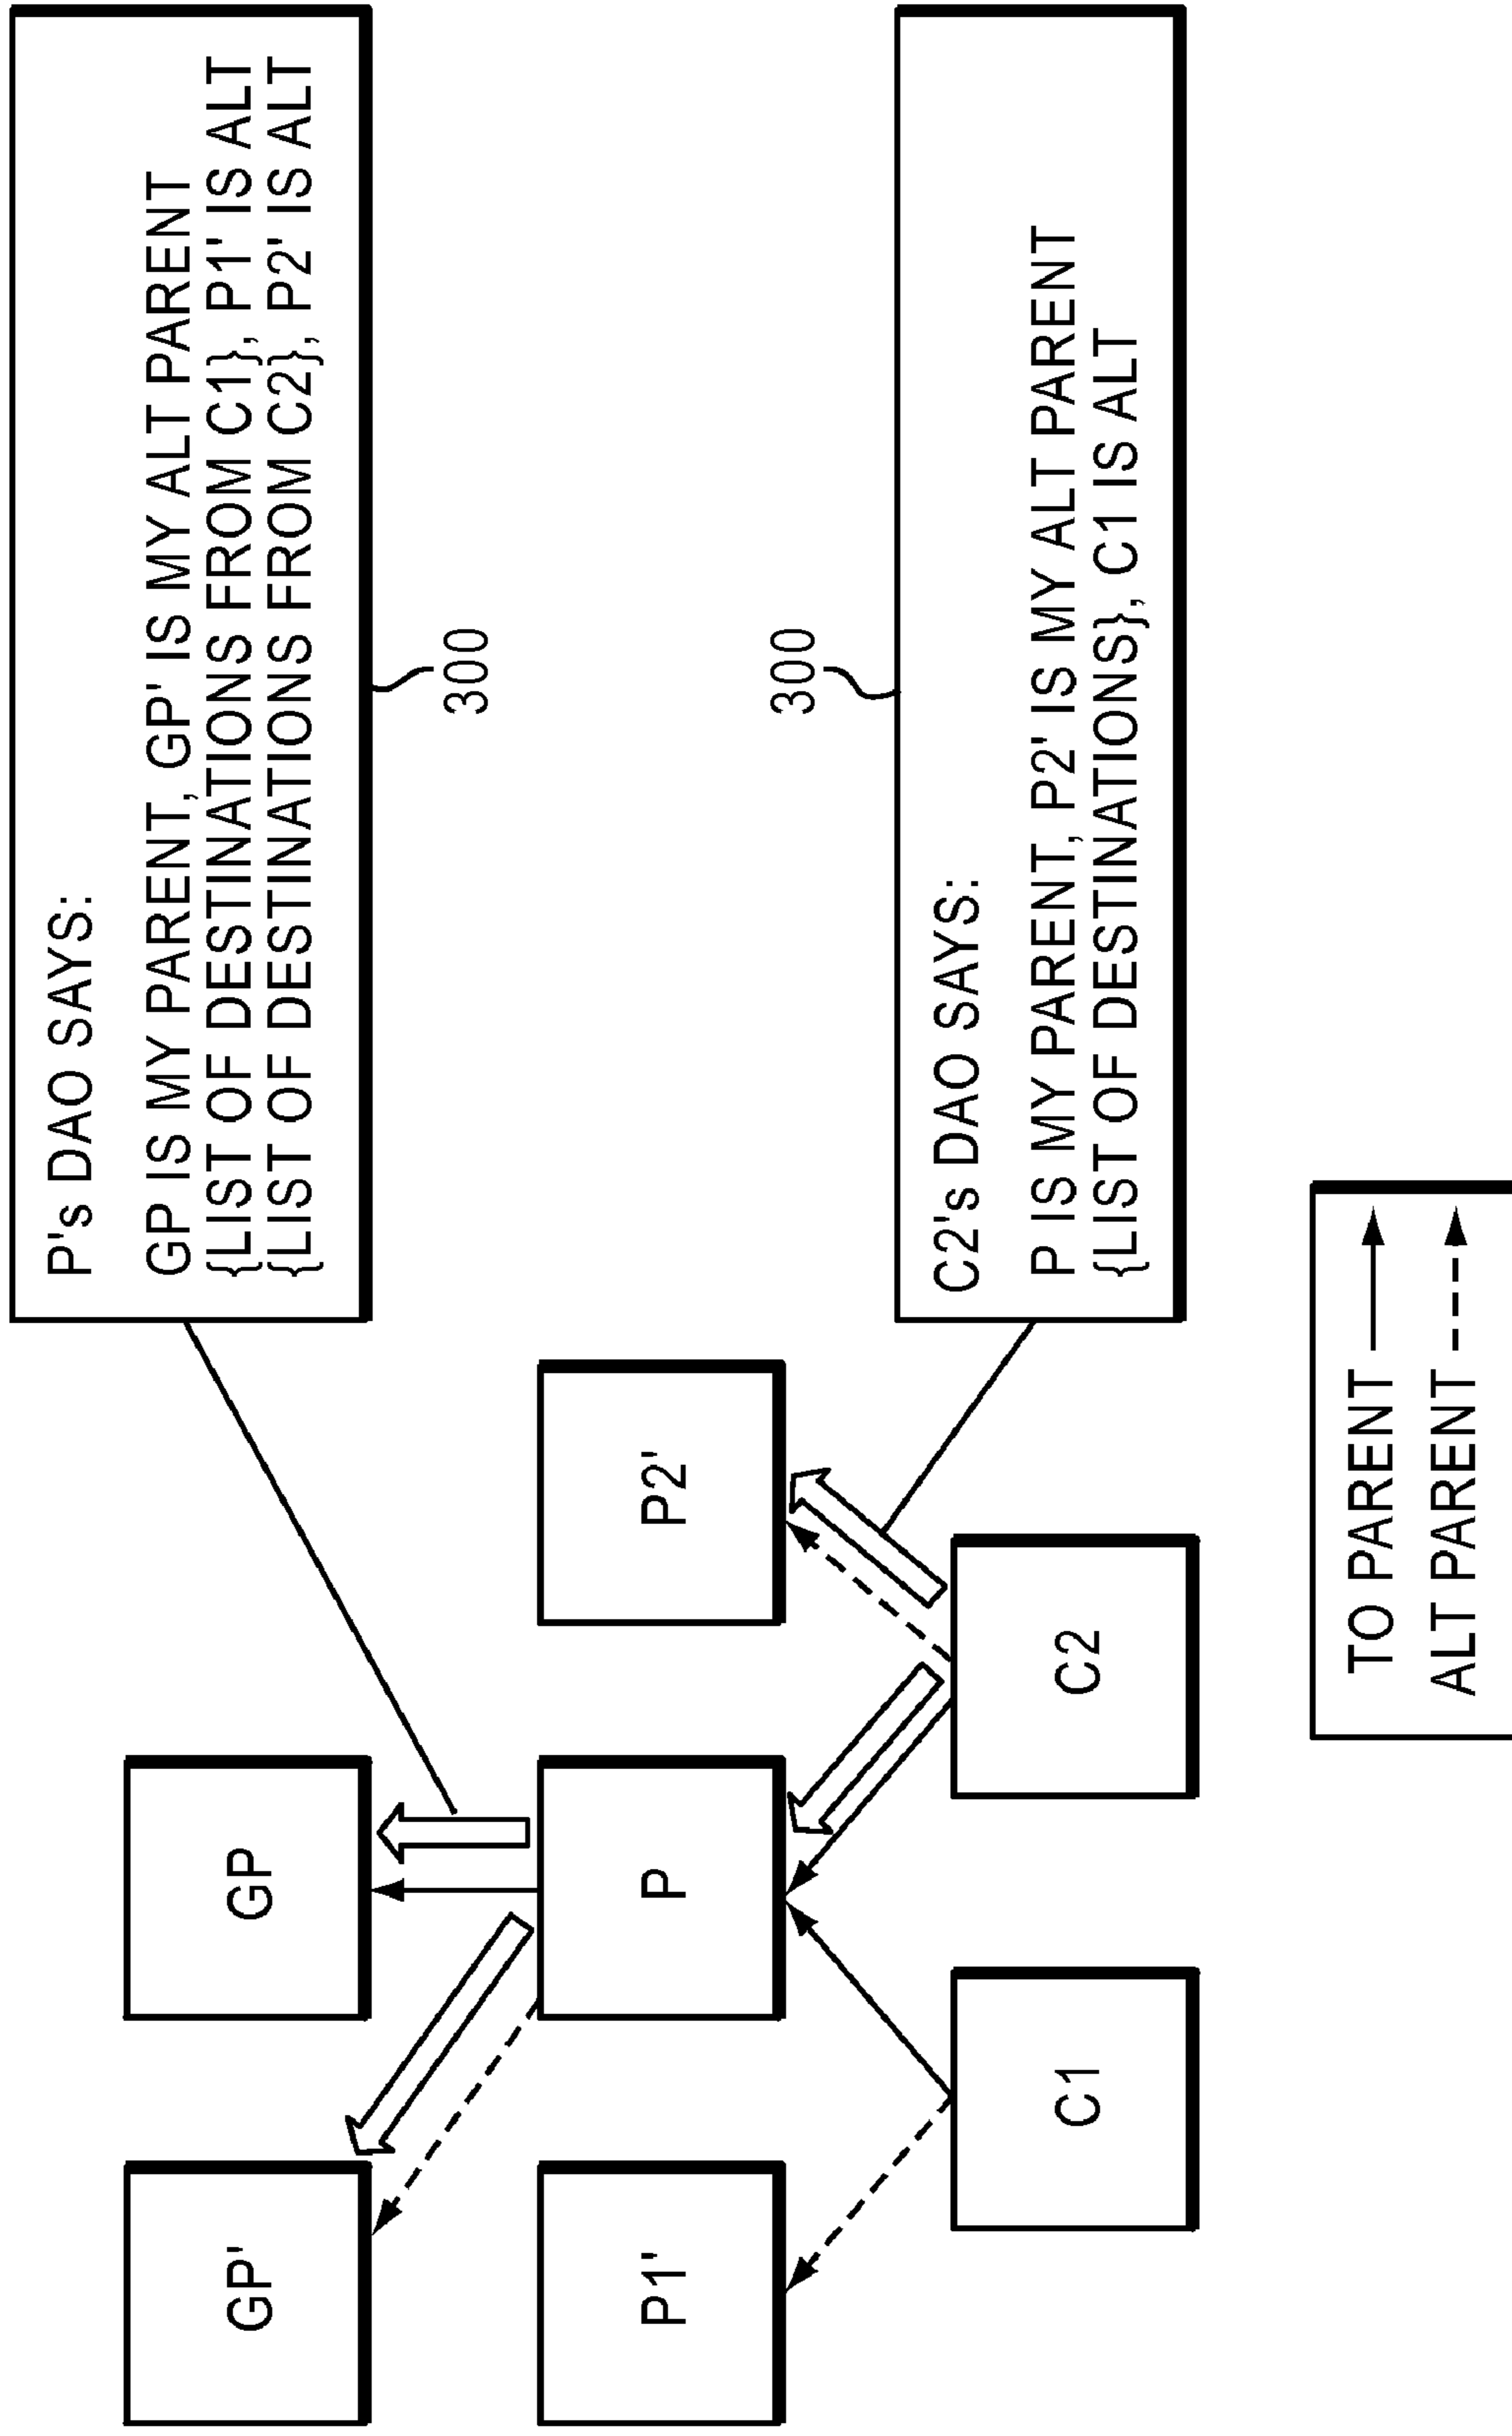 P's DAO SAYS:
GP IS MY PARENT, GP' IS MY ALT PARENT
{LIST OF DESTINATIONS FROM C1}, P1' IS ALT
{LIST OF DESTINATIONS FROM C2}, P2' IS ALT
300
GP'
GP
P1'
P
P2'
C1
C2
300
C2's DAO SAYS:
P IS MY PARENT, P2' IS MY ALT PARENT
{LIST OF DESTINATIONS}, C1 IS ALT
TO PARENT
ALT PARENT